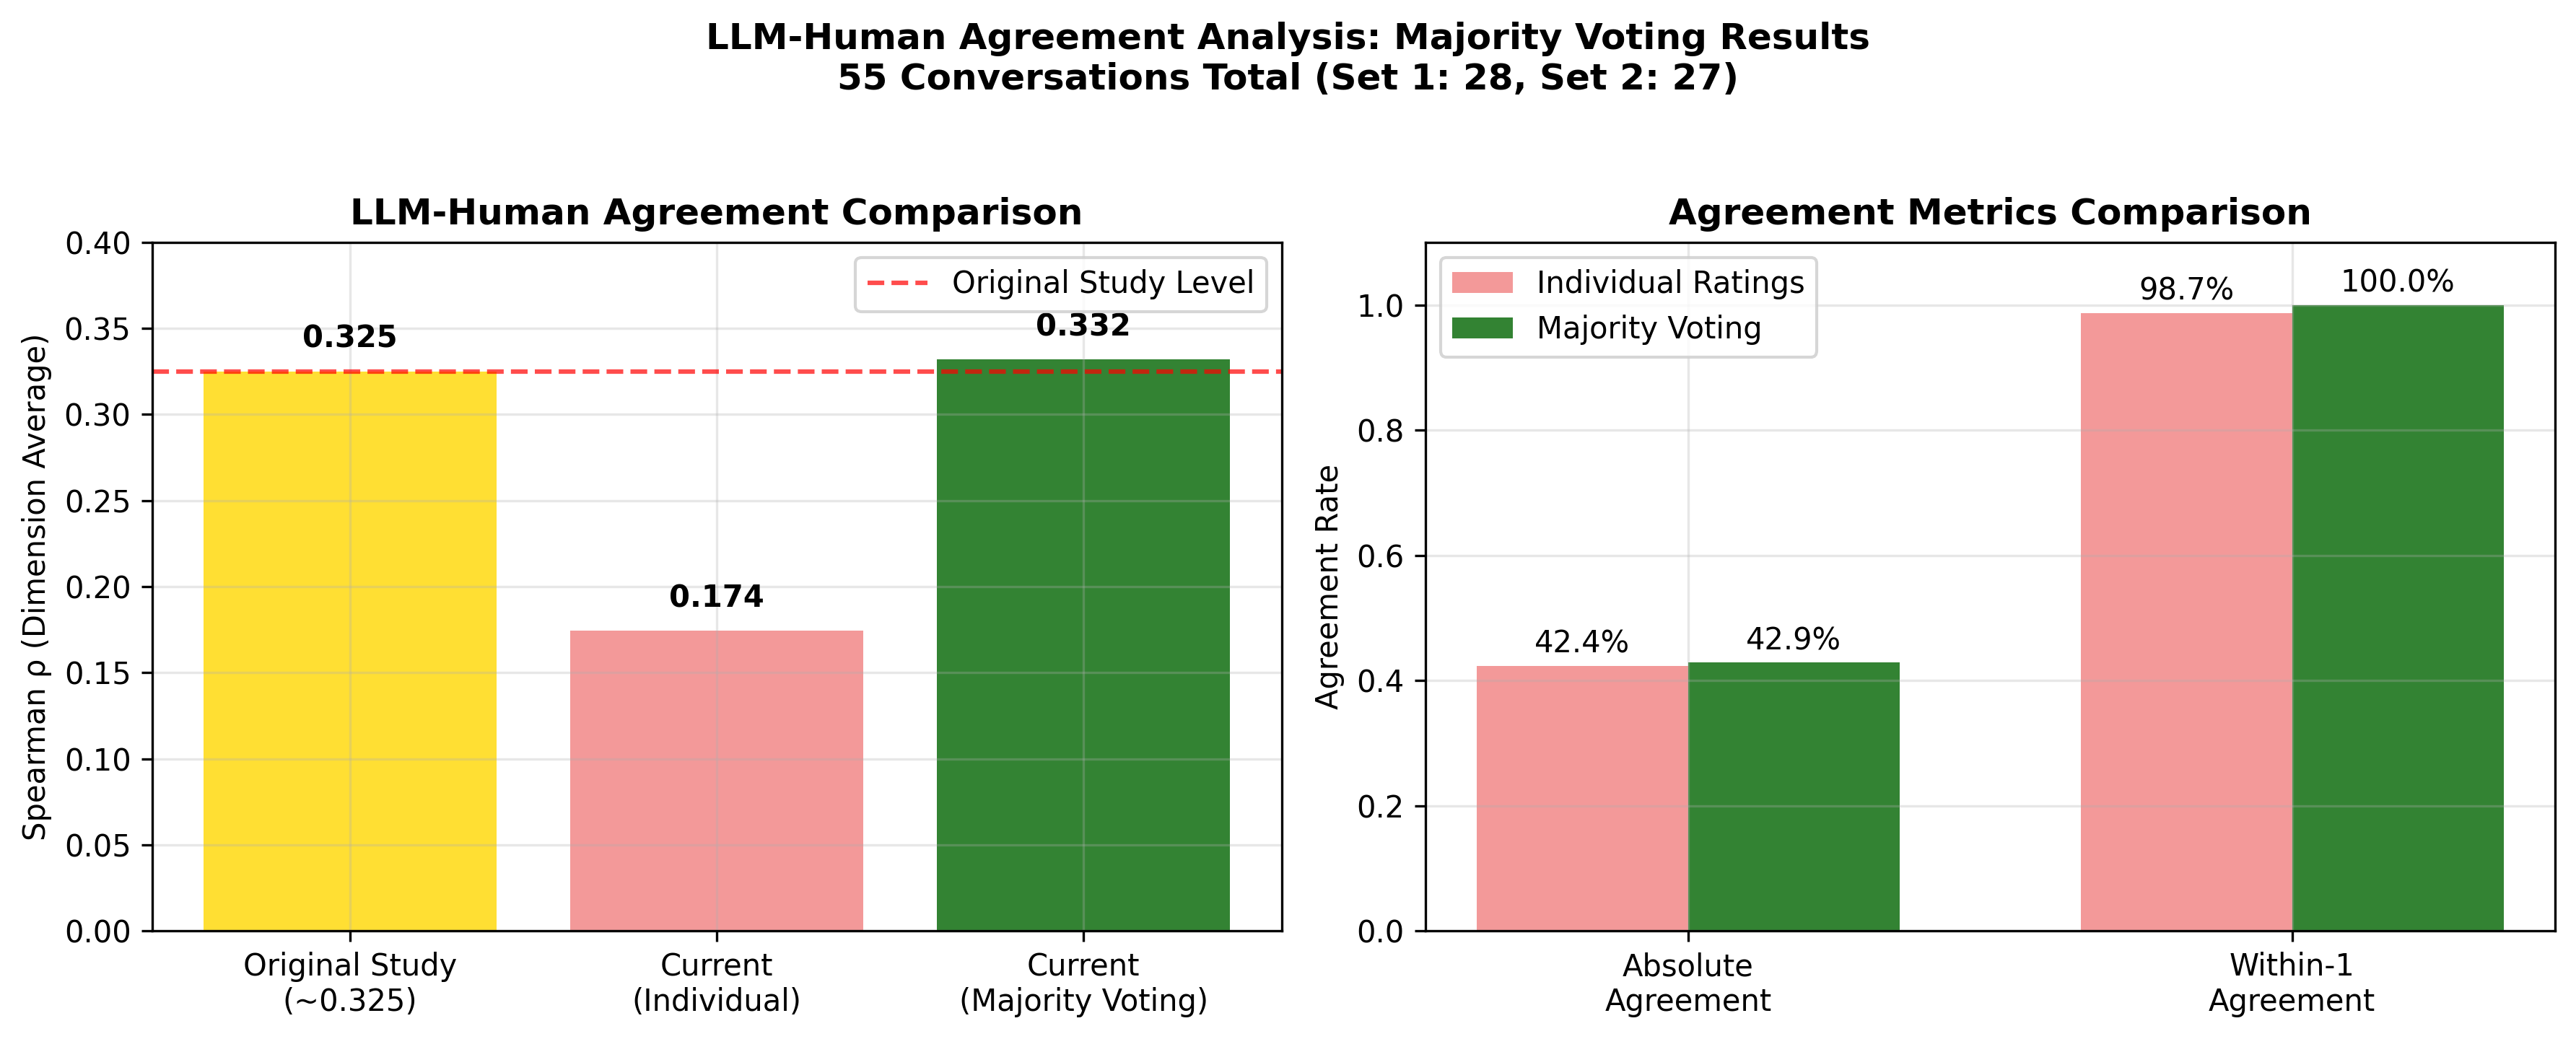 LLM-Human Agreement Analysis: Majority Voting Results
55 Conversations Total (Set 1: 28, Set 2: 27)
LLM-Human Agreement Comparison
Spearman ρ (Dimension Average)
0.40
0.35
0.30
0.25
0.20
0.15
0.10
0.05
0.00
Original Study Level
0.325
0.174
0.332
Original Study
(~0.325)
Current
(Individual)
Current
(Majority Voting)
Agreement Metrics Comparison
Agreement Rate
1.0
0.8
0.6
0.4
0.2
0.0
Individual Ratings
Majority Voting
42.4%
42.9%
98.7%
100.0%
Absolute
Agreement
Within-1
Agreement